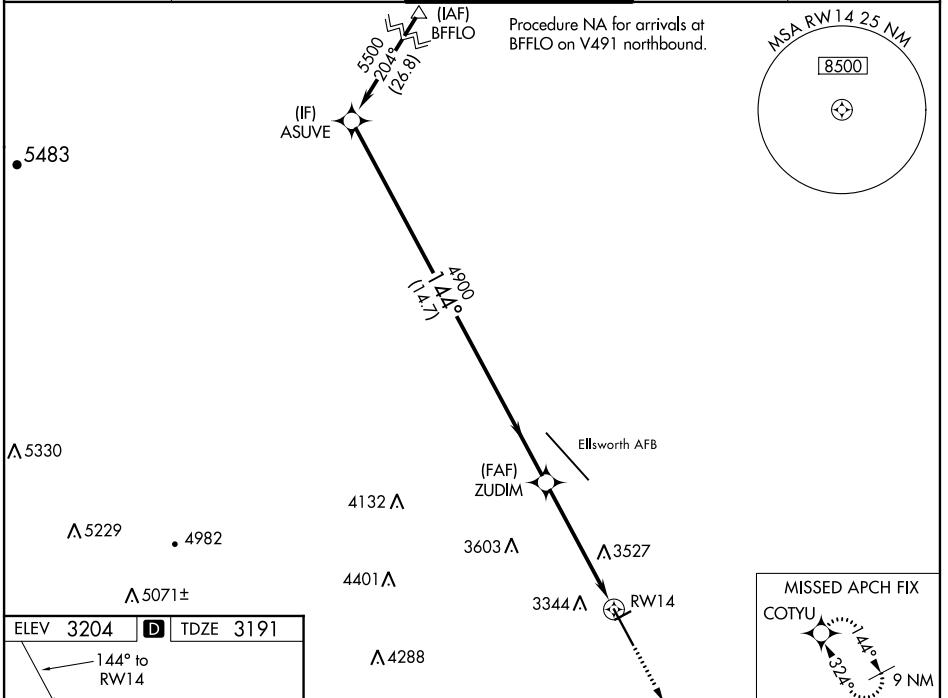 (IAF)
BFFLO
Procedure NA for arrivals at
BFFLO on V491 northbound.
MSA RW14 25 NM
8500
5500
204°
(26.8)
(IF)
ASUVE
5483
4900
144°
(14.7)
5330
Ellsworth AFB
(FAF)
ZUDIM
4132
5229
4982
3603
3527
4401
5071±
3344
RW14
MISSED APCH FIX
COTYU
144°
324°
9 NM
ELEV 3204 D TDZE 3191
144° to
RW14
4288